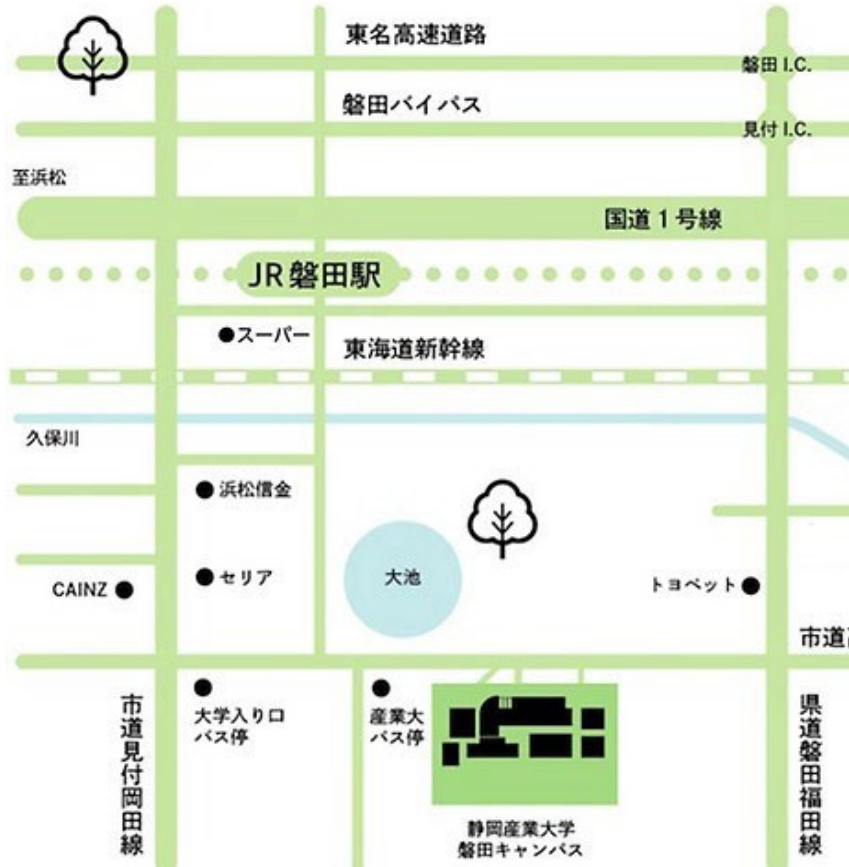 東名高速道路
磐田 I.C.
磐田バイパス
見付 I.C.
至浜松
国道1号線
JR磐田駅
スーパー
東海道新幹線
久保川
浜松信金
セリア
大池
CAINZ
トヨペット
市道
大学入り口
バス停
産業大
バス停
市道見付岡田線
県道磐田福田線
静岡産業大学
磐田キャンパス